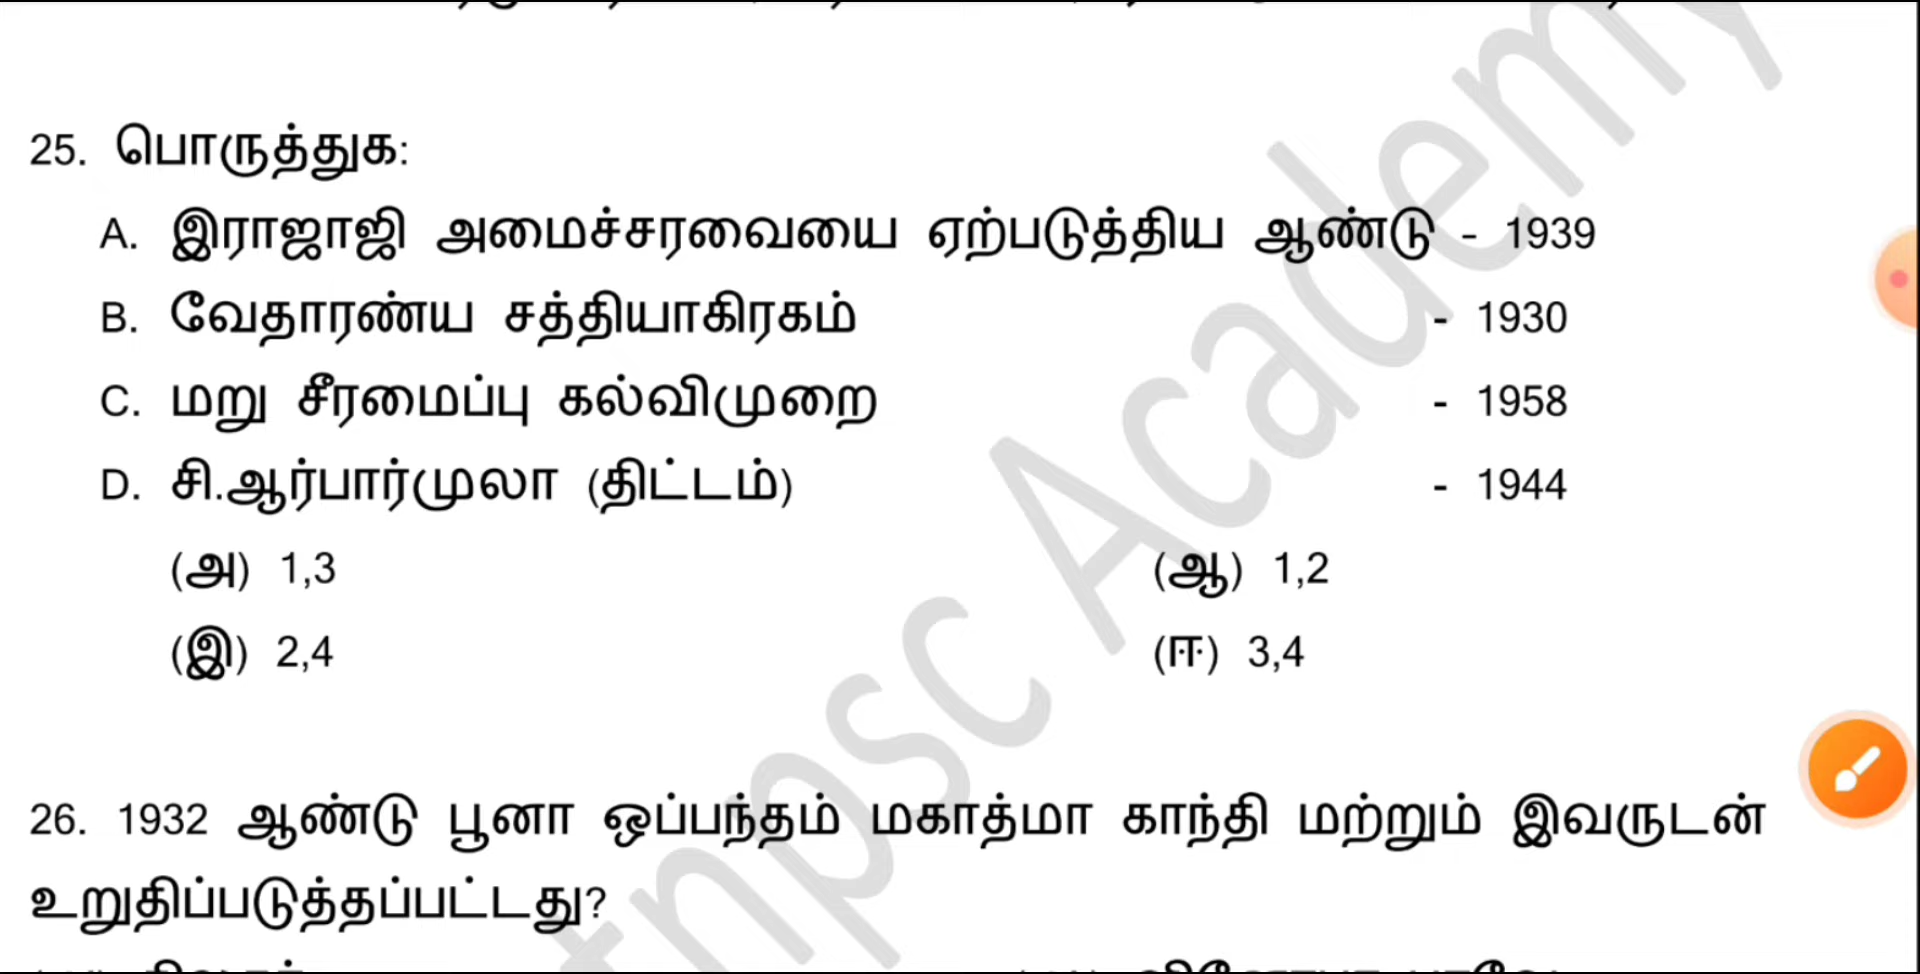 25. பொருத்துக:
A. இராஜாஜி அமைச்சரவையை ஏற்படுத்திய ஆண்டு - 1939
B. வேதாரண்ய சத்தியாகிரகம் - 1930
C. மறு சீரமைப்பு கல்விமுறை - 1958
D. சி.ஆர்பார்முலா (திட்டம்) - 1944
(அ) 1,3 (ஆ) 1,2
(இ) 2,4 (ஈ) 3,4
26. 1932 ஆண்டு பூனா ஒப்பந்தம் மகாத்மா காந்தி மற்றும் இவருடன்
உறுதிப்படுத்தப்பட்டது?
tnpsc Academy